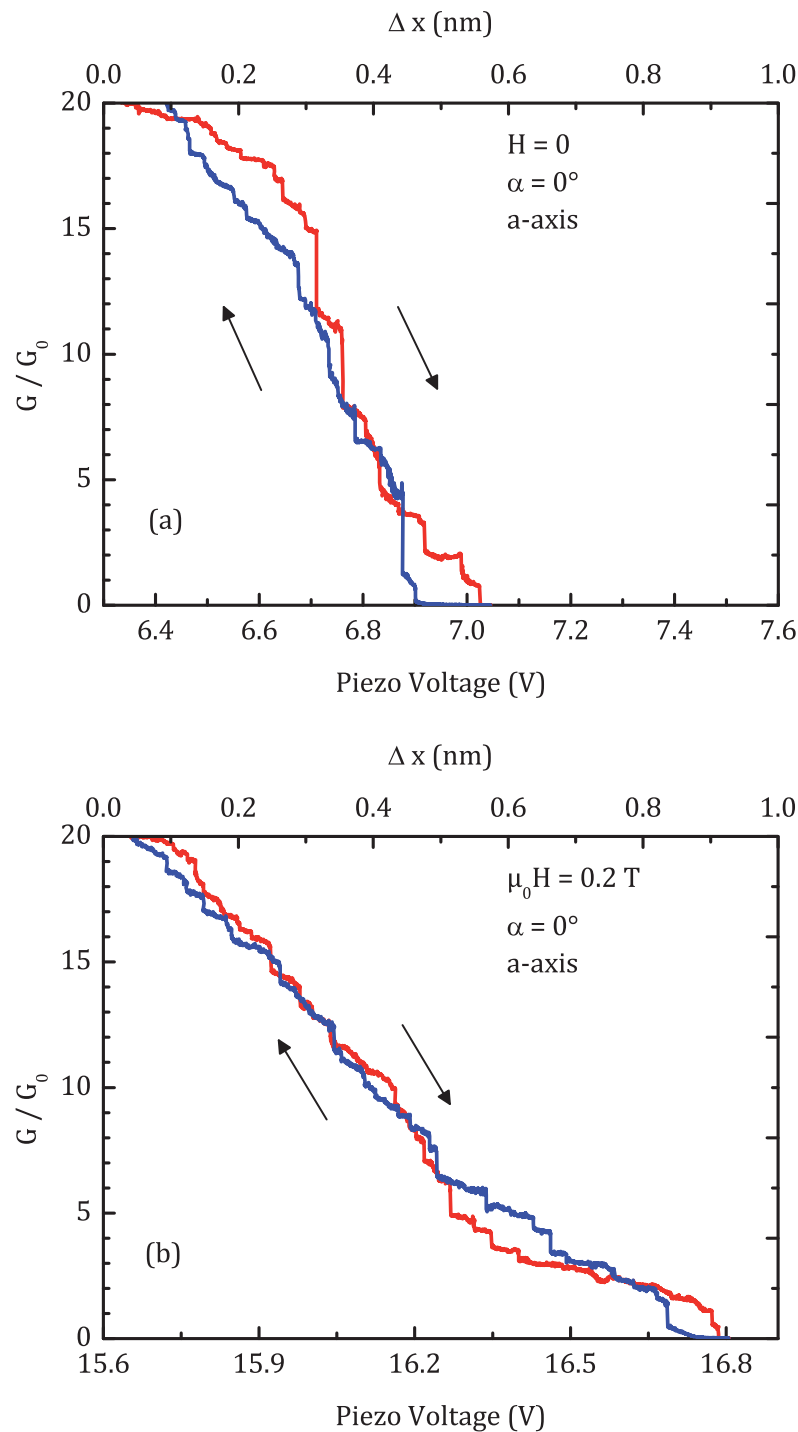 Δ x (nm)
0.0 0.2 0.4 0.6 0.8 1.0
20
15
10
5
0
G / G₀
H = 0
α = 0°
a-axis
(a)
6.4 6.6 6.8 7.0 7.2 7.4 7.6
Piezo Voltage (V)
Δ x (nm)
0.0 0.2 0.4 0.6 0.8 1.0
20
15
10
5
0
G / G₀
μ₀H = 0.2 T
α = 0°
a-axis
(b)
15.6 15.9 16.2 16.5 16.8
Piezo Voltage (V)